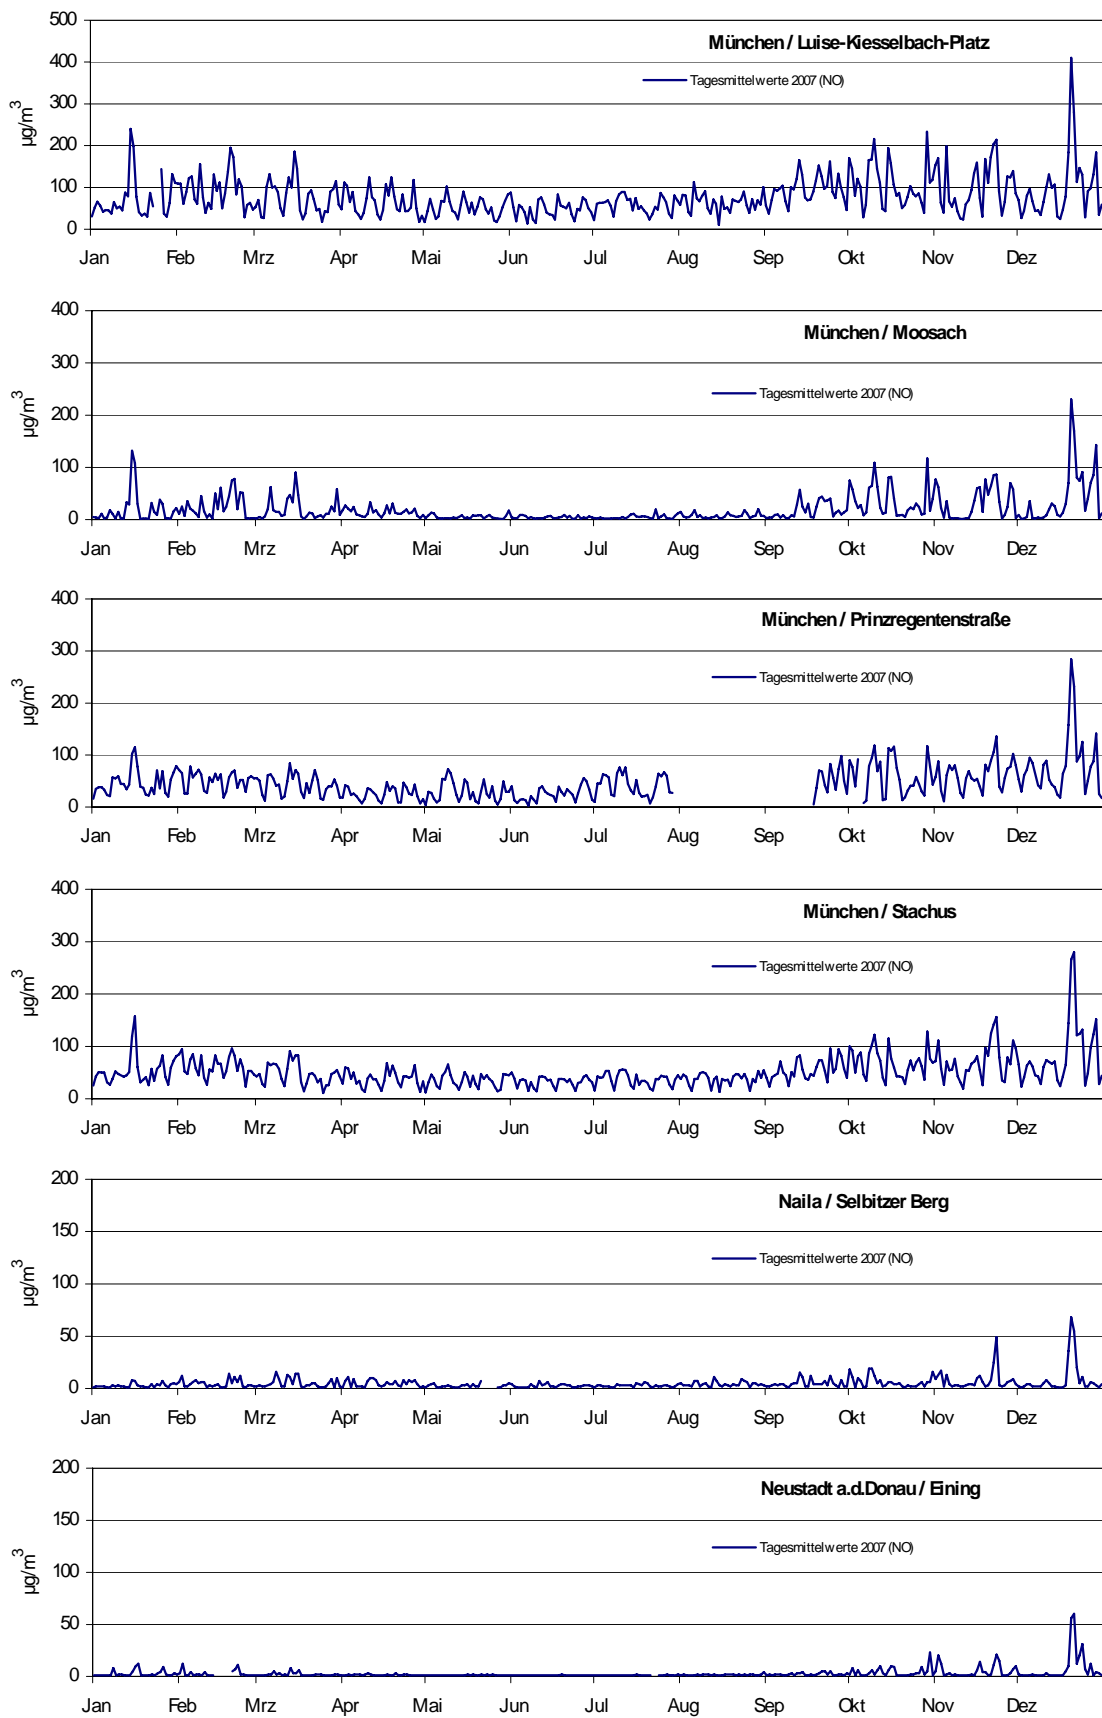 500
München / Luise-Kiesselbach-Platz
400
Tagesmittelwerte 2007 (NO)
µg/m³
300
200
100
0
Jan Feb Mrz Apr Mai Jun Jul Aug Sep Okt Nov Dez
400
München / Moosach
300
Tagesmittelwerte 2007 (NO)
µg/m³
200
100
0
Jan Feb Mrz Apr Mai Jun Jul Aug Sep Okt Nov Dez
400
München / Prinzregentenstraße
300
Tagesmittelwerte 2007 (NO)
µg/m³
200
100
0
Jan Feb Mrz Apr Mai Jun Jul Aug Sep Okt Nov Dez
400
München / Stachus
300
Tagesmittelwerte 2007 (NO)
µg/m³
200
100
0
Jan Feb Mrz Apr Mai Jun Jul Aug Sep Okt Nov Dez
200
Naila / Selbitzer Berg
150
Tagesmittelwerte 2007 (NO)
µg/m³
100
50
0
Jan Feb Mrz Apr Mai Jun Jul Aug Sep Okt Nov Dez
200
Neustadt a.d.Donau / Eining
150
Tagesmittelwerte 2007 (NO)
µg/m³
100
50
0
Jan Feb Mrz Apr Mai Jun Jul Aug Sep Okt Nov Dez